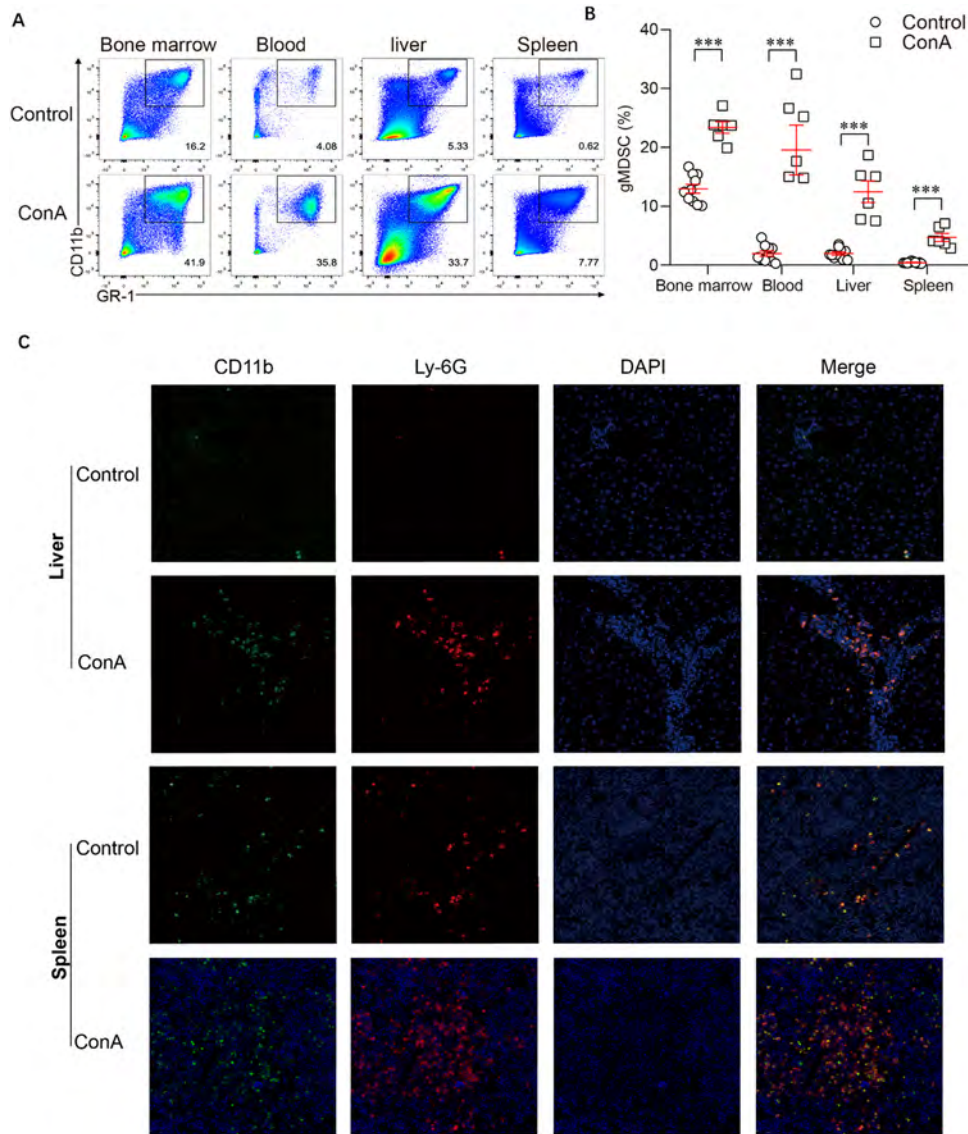 A
Bone marrow Blood liver Spleen
Control
16.2 4.08 5.33 0.62
ConA
41.9 35.8 33.7 7.77
CD11b
GR-1
B
Control
ConA
*** *** *** ***
gMDSC (%)
40
30
20
10
0
Bone marrow Blood Liver Spleen
C
CD11b Ly-6G DAPI Merge
Liver
Control
ConA
Spleen
Control
ConA